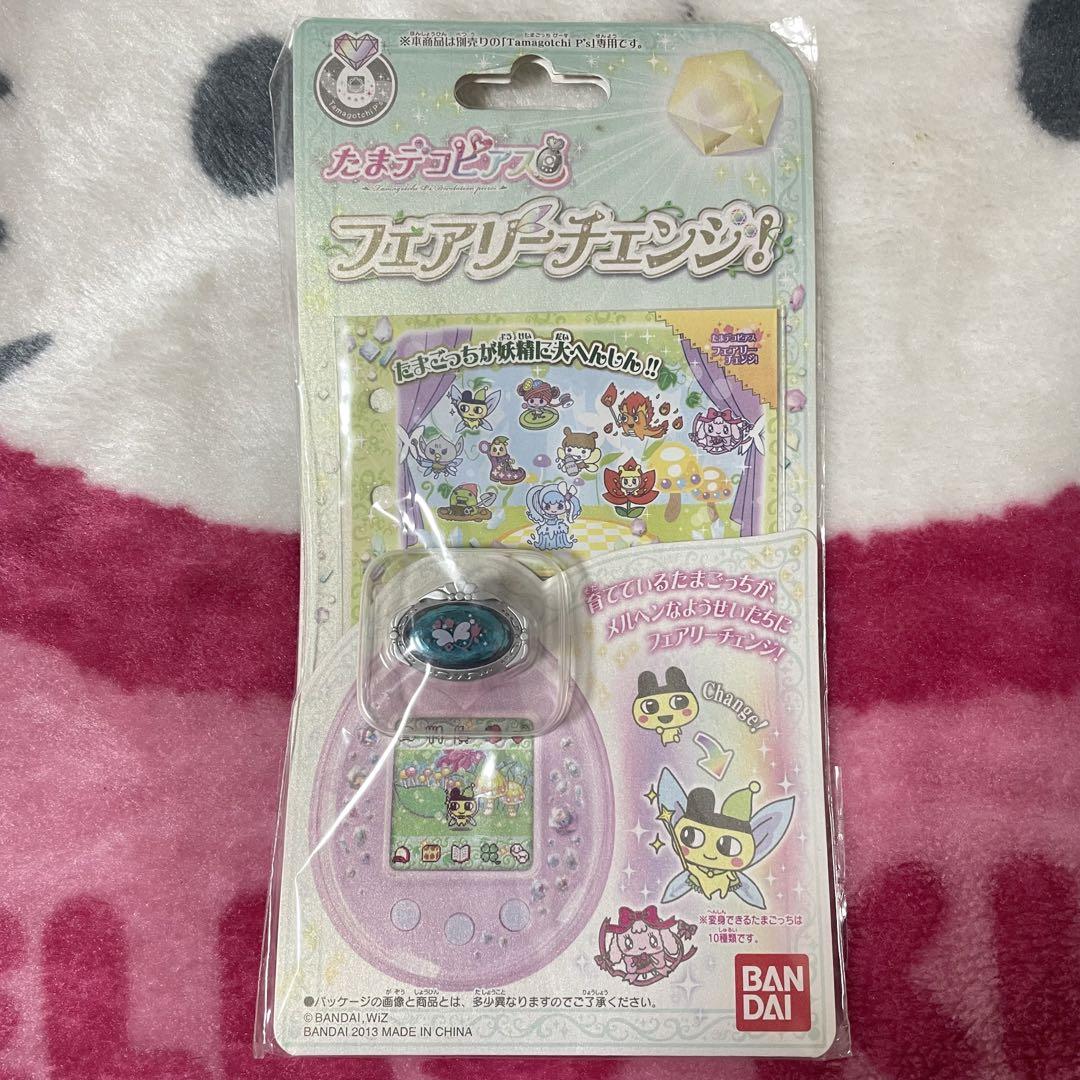 ※本商品は別売りの「Tamagotchi P's」専用です。
Tamagotchi P's
たまデコピアス
フェアリーチェンジ!
たまごっちが妖精に大へんしん!!
たまデコピアス
フェアリー
チェンジ!
育てているたまごっちが、
メルヘンなようせいたちに
フェアリーチェンジ!
Change!
※変身できるたまごっちは
10種類です。
●パッケージの画像と商品とは、多少異なりますのでご了承ください。
©BANDAI,WiZ
BANDAI 2013 MADE IN CHINA
BAN
DAI